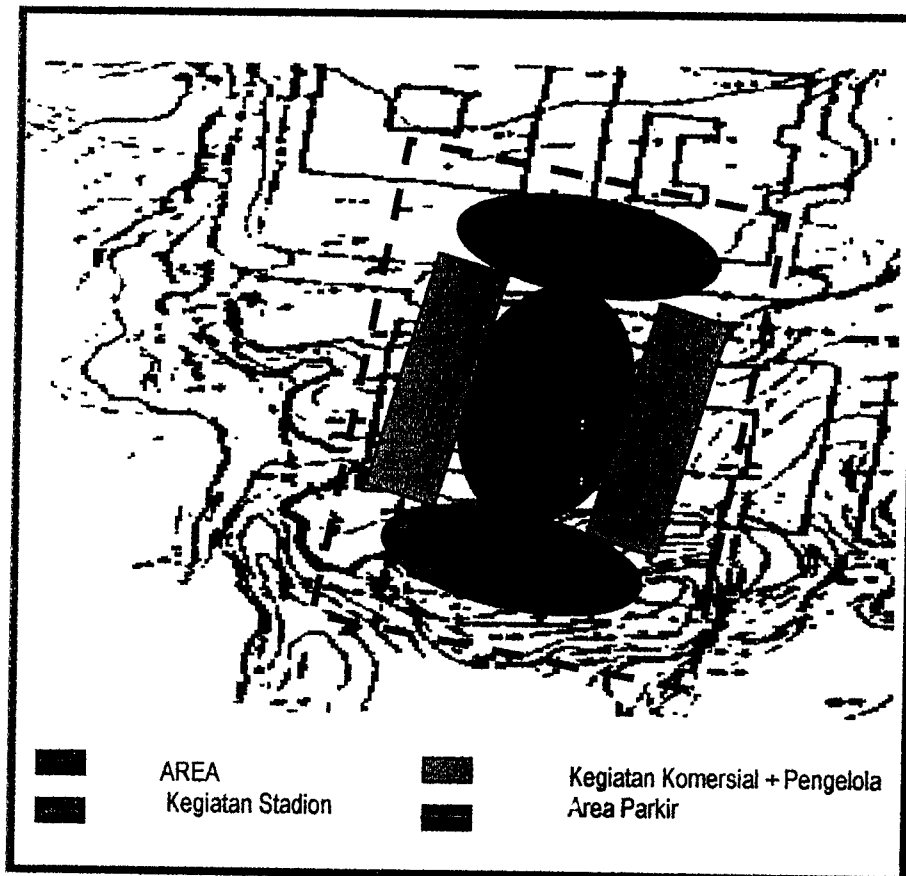 AREA
Kegiatan Stadion
Kegiatan Komersial + Pengelola
Area Parkir